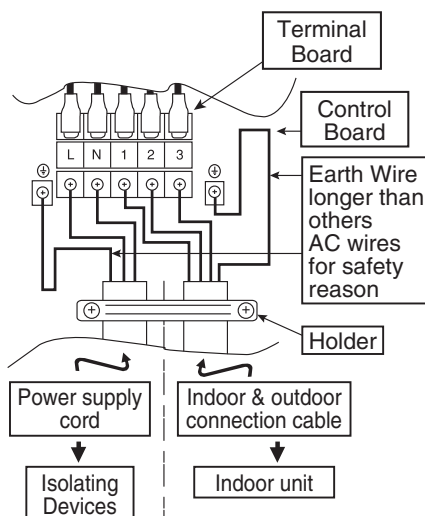 Terminal
Board
Control
Board
L N 1 2 3
Earth Wire
longer than
others
AC wires
for safety
reason
Holder
Power supply
cord
Indoor & outdoor
connection cable
Isolating
Devices
Indoor unit